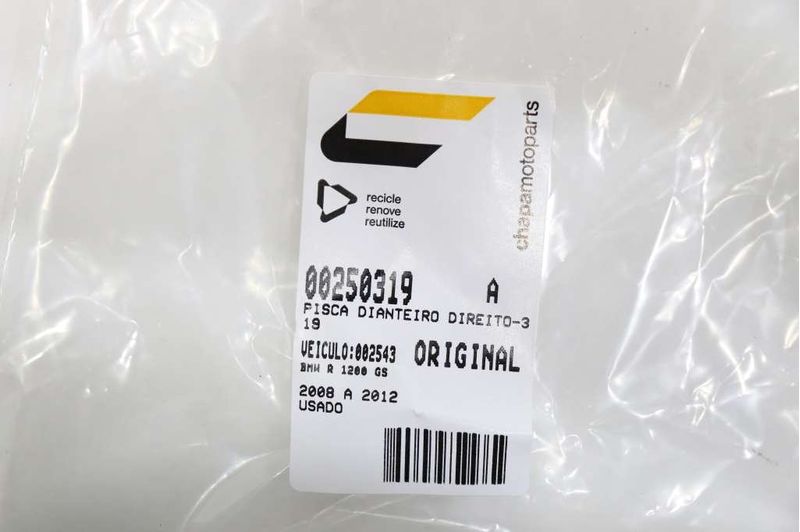 chapamotoparts
recicle
renove
reutilize
00250319 A
PISCA DIANTEIRO DIREITO-3
19
VEICULO:002543 ORIGINAL
BMW R 1200 GS
2008 A 2012
USADO